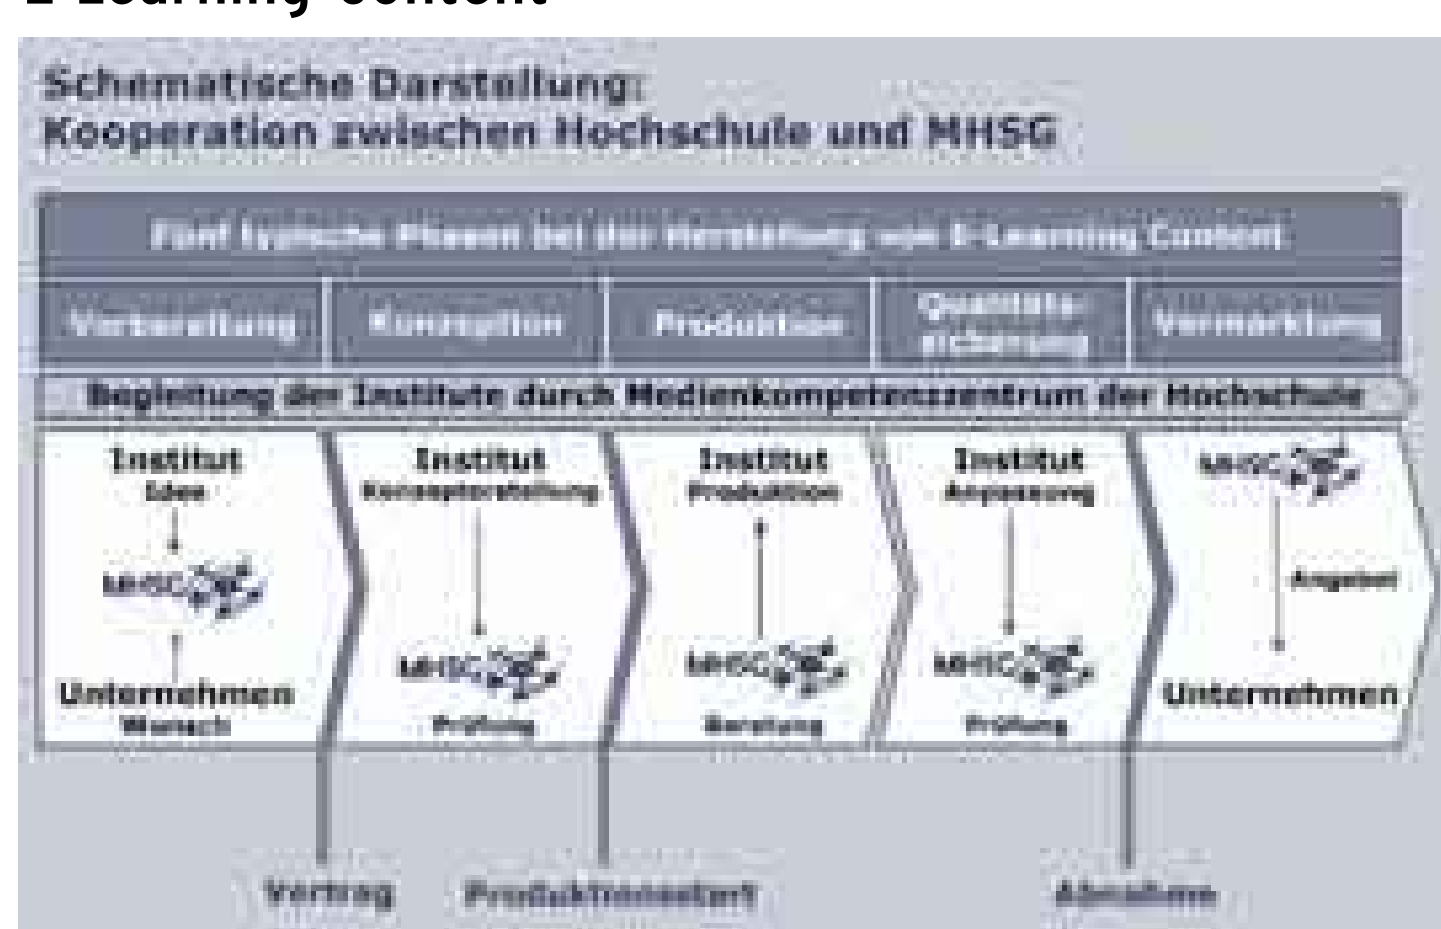 E-Learning-Content
Schematische Darstellung:
Kooperation zwischen Hochschule und MHSG
Fünf typische Phasen bei der Herstellung von E-Learning Content
Vorbereitung
Konzeption
Produktion
Qualitäts-
sicherung
Vermarktung
Begleitung der Institute durch Medienkompetenzzentrum der Hochschule
Institut
Idee
MHSG
Unternehmen
Wunsch
Institut
Konzepterstellung
MHSG
Prüfung
Institut
Produktion
MHSG
Beratung
Institut
Anpassung
MHSG
Prüfung
MHSG
Angebot
Unternehmen
Vertrag
Produktionsstart
Abnahme